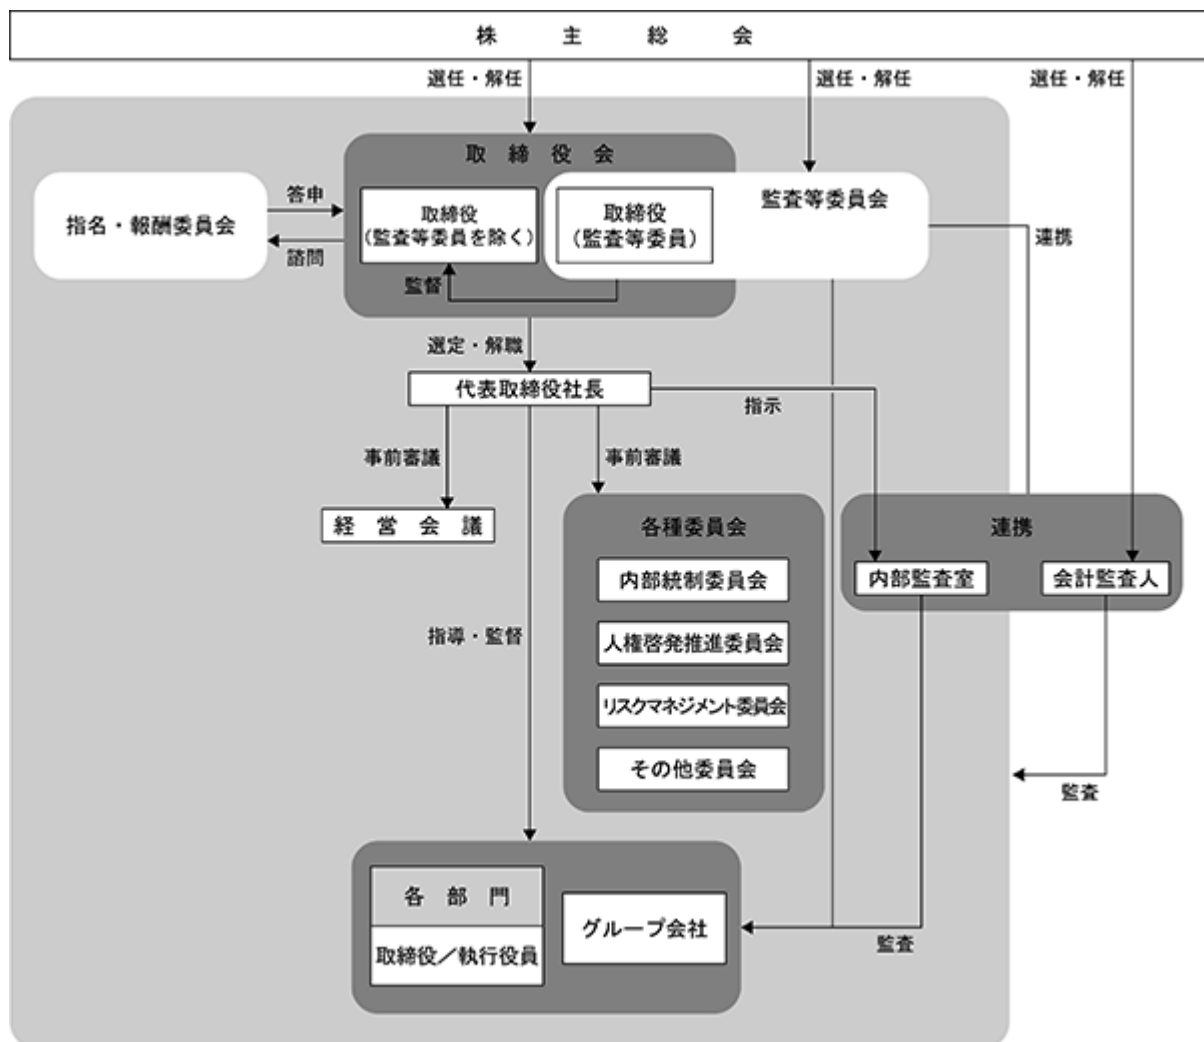 株主総会
選任・解任
選任・解任
選任・解任
取締役会
指名・報酬委員会
答申
諮問
取締役
(監査等委員を除く)
取締役
(監査等委員)
監査等委員会
監督
連携
選定・解職
代表取締役社長
指示
事前審議
事前審議
経営会議
各種委員会
内部統制委員会
人権啓発推進委員会
リスクマネジメント委員会
その他委員会
連携
内部監査室
会計監査人
指導・監督
監査
各部門
取締役／執行役員
グループ会社
監査